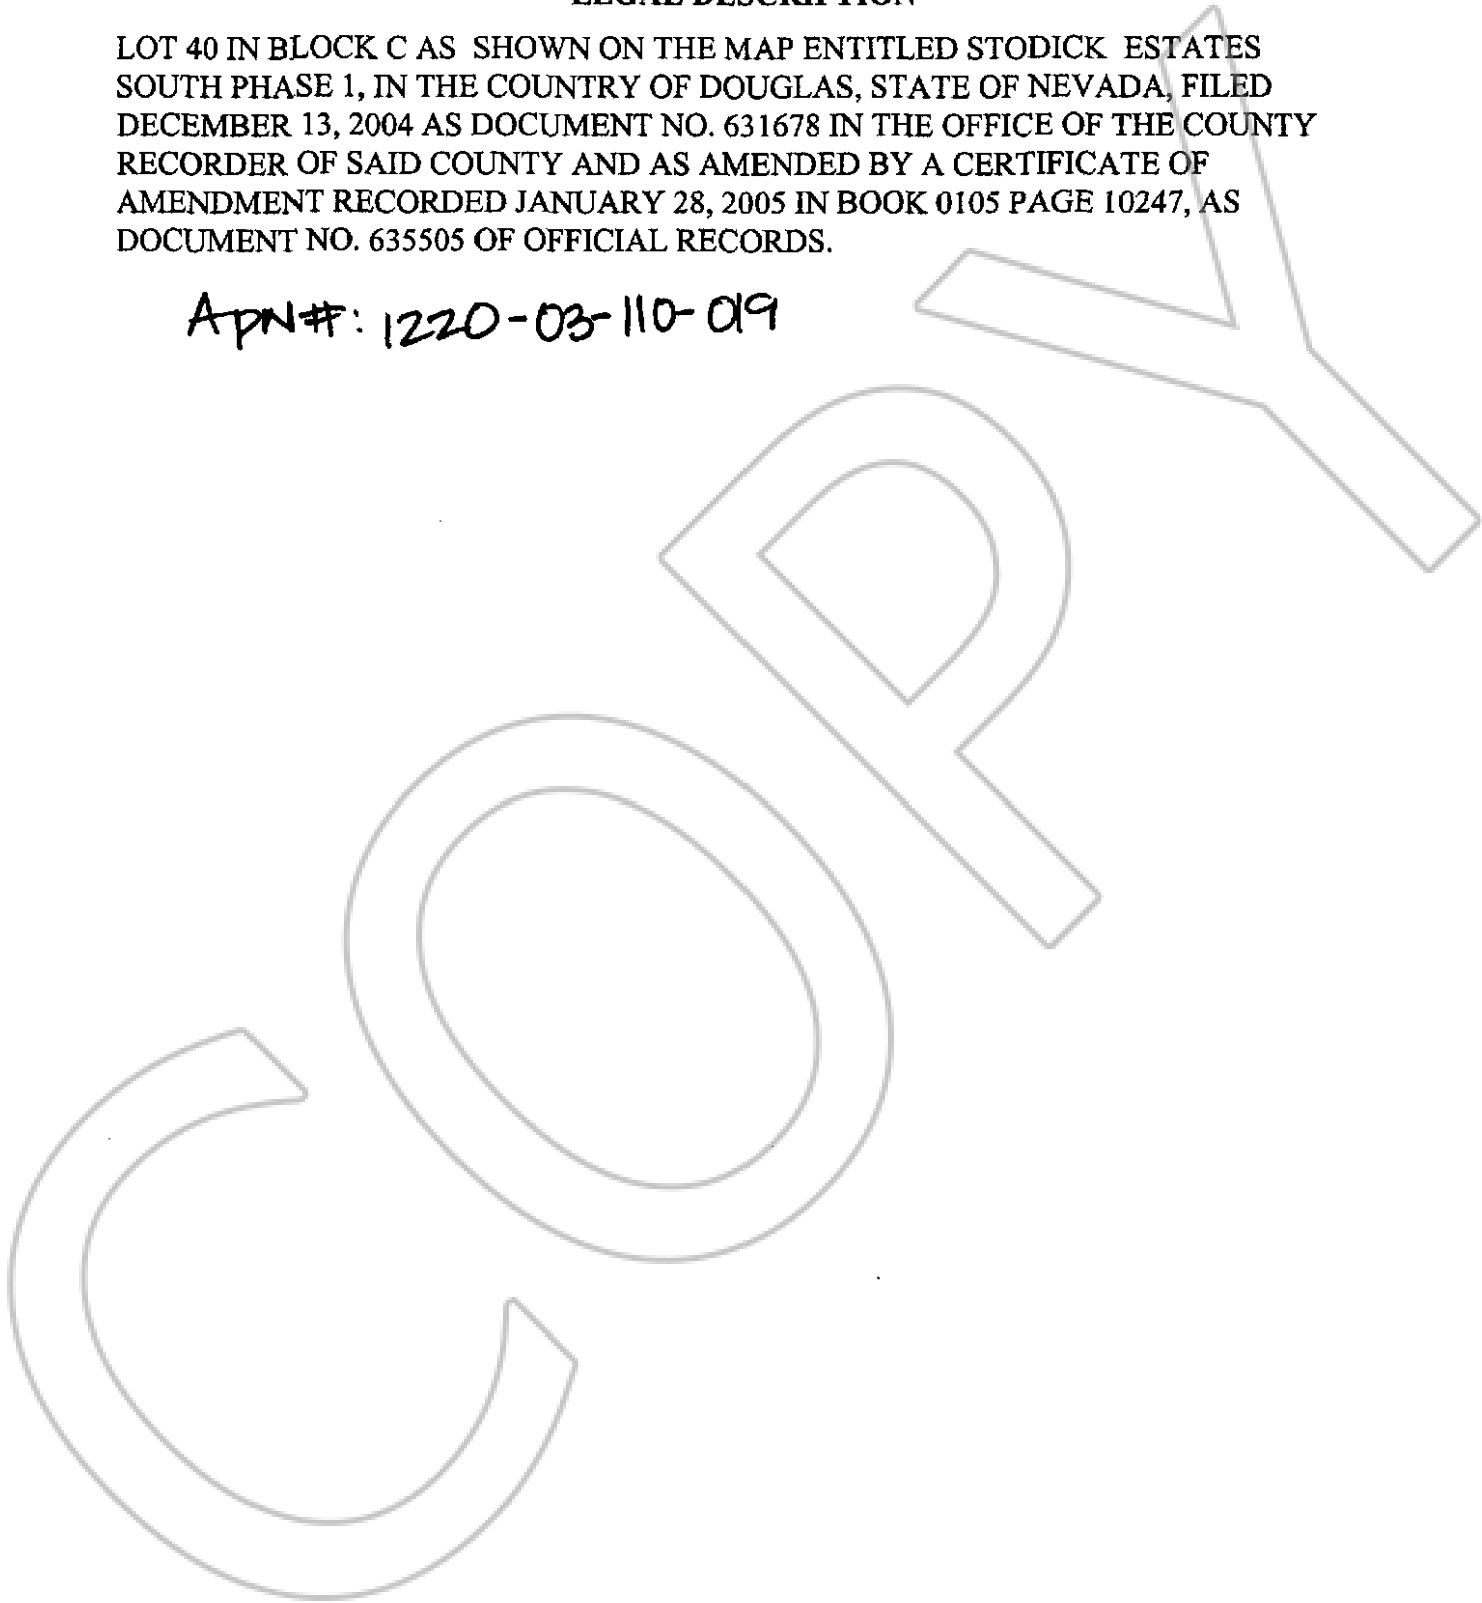 LEGAL DESCRIPTION
LOT 40 IN BLOCK C AS SHOWN ON THE MAP ENTITLED STODICK ESTATES
SOUTH PHASE 1, IN THE COUNTRY OF DOUGLAS, STATE OF NEVADA, FILED
DECEMBER 13, 2004 AS DOCUMENT NO. 631678 IN THE OFFICE OF THE COUNTY
RECORDER OF SAID COUNTY AND AS AMENDED BY A CERTIFICATE OF
AMENDMENT RECORDED JANUARY 28, 2005 IN BOOK 0105 PAGE 10247, AS
DOCUMENT NO. 635505 OF OFFICIAL RECORDS.
APN#: 1220-03-110-019
COPY